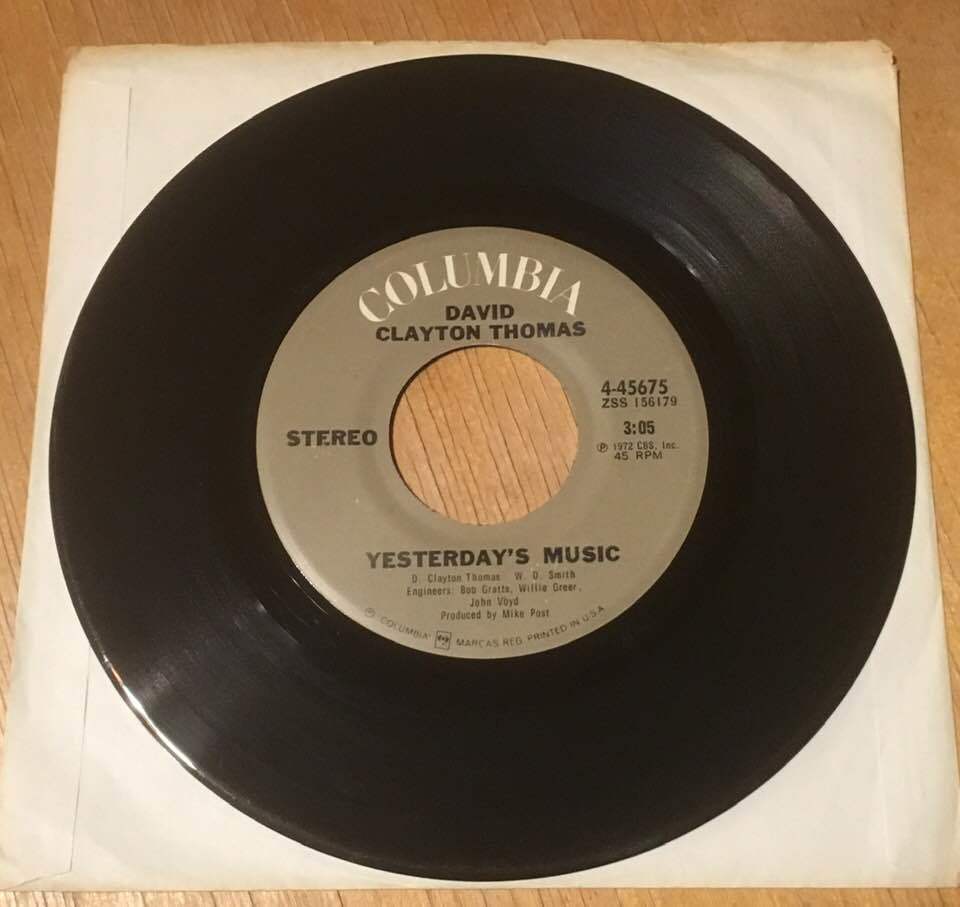 COLUMBIA
DAVID
CLAYTON THOMAS
4-45675
ZSS 156179
STEREO
3:05
Ⓟ 1972 CBS, Inc.
45 RPM
YESTERDAY'S MUSIC
D. Clayton Thomas W. D. Smith
Engineers: Bob Gratts, Willie Greer,
John Voyd
Produced by Mike Post
COLUMBIA MARCAS REG. PRINTED IN U.S.A.